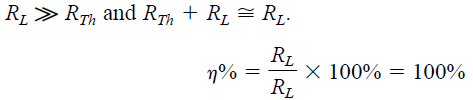 R_L ≫ R_Th and R_Th + R_L ≅ R_L.
η% = R_L / R_L × 100% = 100%